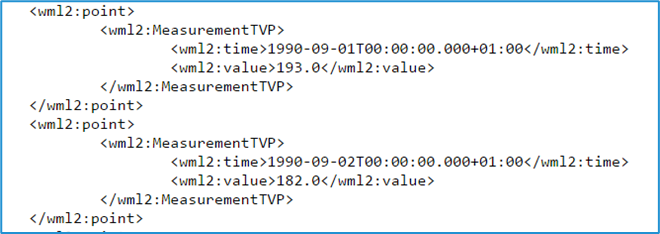 <wml2:point>
<wml2:MeasurementTVP>
<wml2:time>1990-09-01T00:00:00.000+01:00</wml2:time>
<wml2:value>193.0</wml2:value>
</wml2:MeasurementTVP>
</wml2:point>
<wml2:point>
<wml2:MeasurementTVP>
<wml2:time>1990-09-02T00:00:00.000+01:00</wml2:time>
<wml2:value>182.0</wml2:value>
</wml2:MeasurementTVP>
</wml2:point>